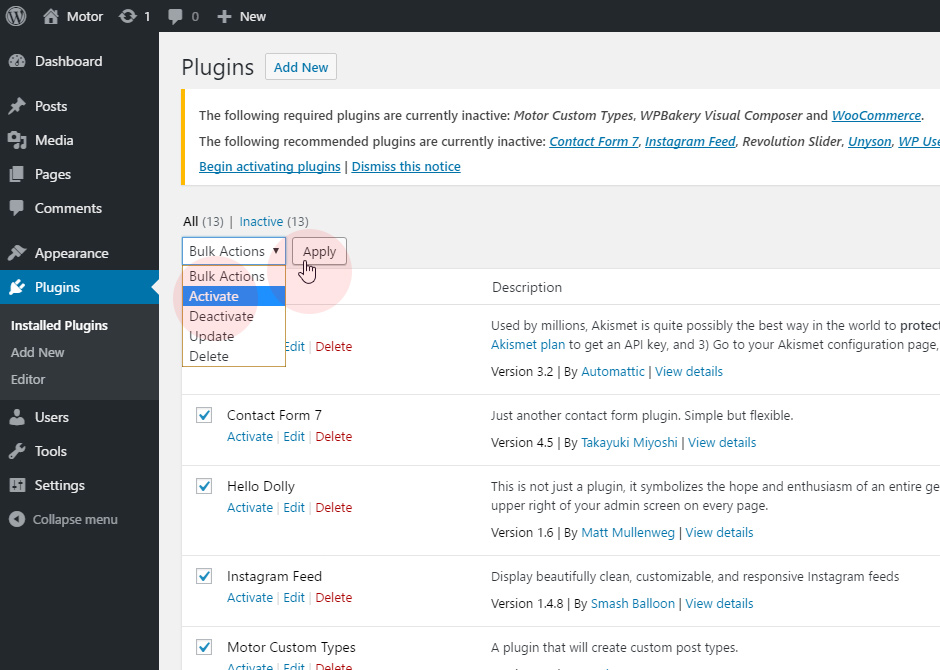 Motor 1 0 New
Dashboard
Posts
Media
Pages
Comments
Appearance
Plugins
Installed Plugins
Add New
Editor
Users
Tools
Settings
Collapse menu
Plugins Add New
The following required plugins are currently inactive: Motor Custom Types, WPBakery Visual Composer and WooCommerce.
The following recommended plugins are currently inactive: Contact Form 7, Instagram Feed, Revolution Slider, Unyson, WP
Begin activating plugins | Dismiss this notice
All (13) | Inactive (13)
Bulk Actions Apply
Bulk Actions
Activate
Deactivate
Update
Delete
Description
Edit | Delete
Used by millions, Akismet is quite possibly the best way in the world to protect
Akismet plan to get an API key, and 3) Go to your Akismet configuration page,
Version 3.2 | By Automattic | View details
Contact Form 7
Activate | Edit | Delete
Just another contact form plugin. Simple but flexible.
Version 4.5 | By Takayuki Miyoshi | View details
Hello Dolly
Activate | Edit | Delete
This is not just a plugin, it symbolizes the hope and enthusiasm of an entire
upper right of your admin screen on every page.
Version 1.6 | By Matt Mullenweg | View details
Instagram Feed
Activate | Edit | Delete
Display beautifully clean, customizable, and responsive Instagram feeds
Version 1.4.8 | By Smash Balloon | View details
Motor Custom Types
Activate | Edit | Delete
A plugin that will create custom post types.